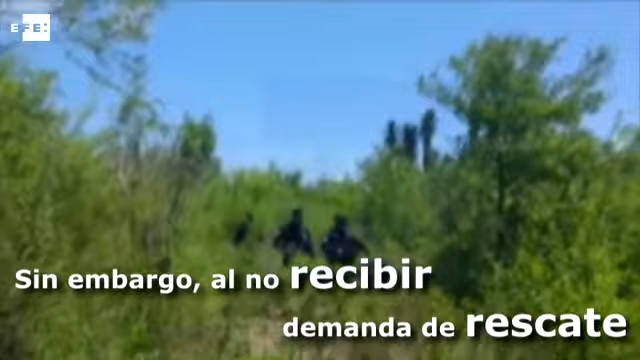 EFE:
Sin embargo, al no recibir
demanda de rescate